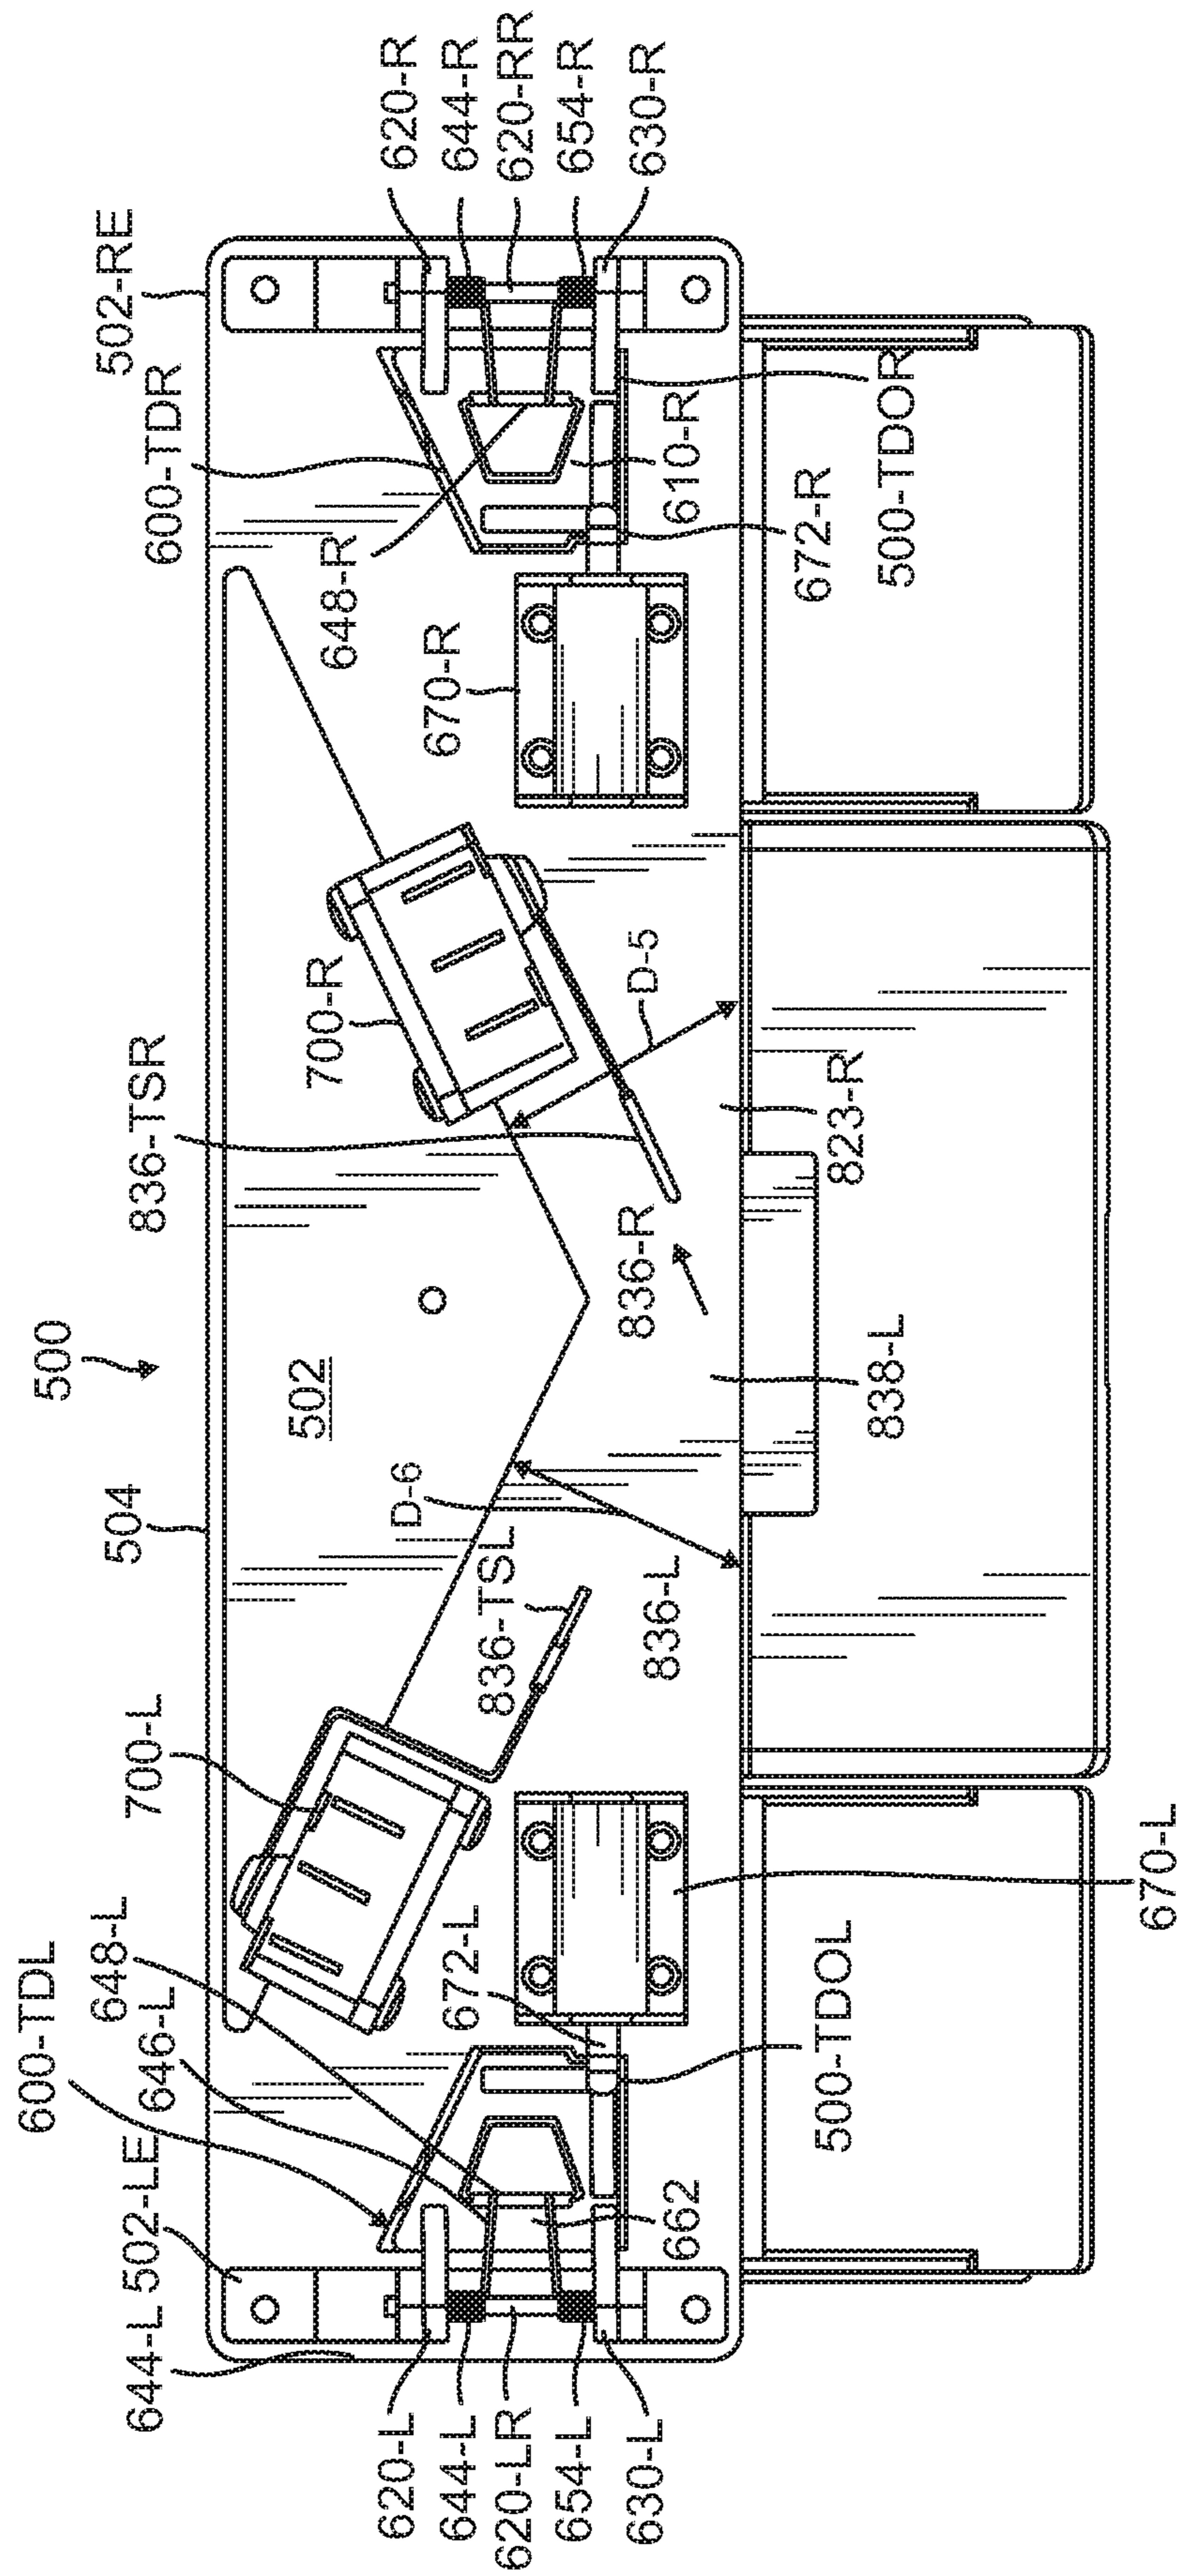 500
504
502-RE
600-TDR
836-TSR
700-R
648-R
670-R
620-R
644-R
620-RR
654-R
630-R
610-R
672-R
500-TDOR
502
D-5
D-6
836-R
823-R
838-L
836-L
836-TSL
700-L
600-TDL
648-L
646-L
502-LE
644-L
672-L
662
500-TDOL
670-L
620-L
644-L
620-LR
654-L
630-L